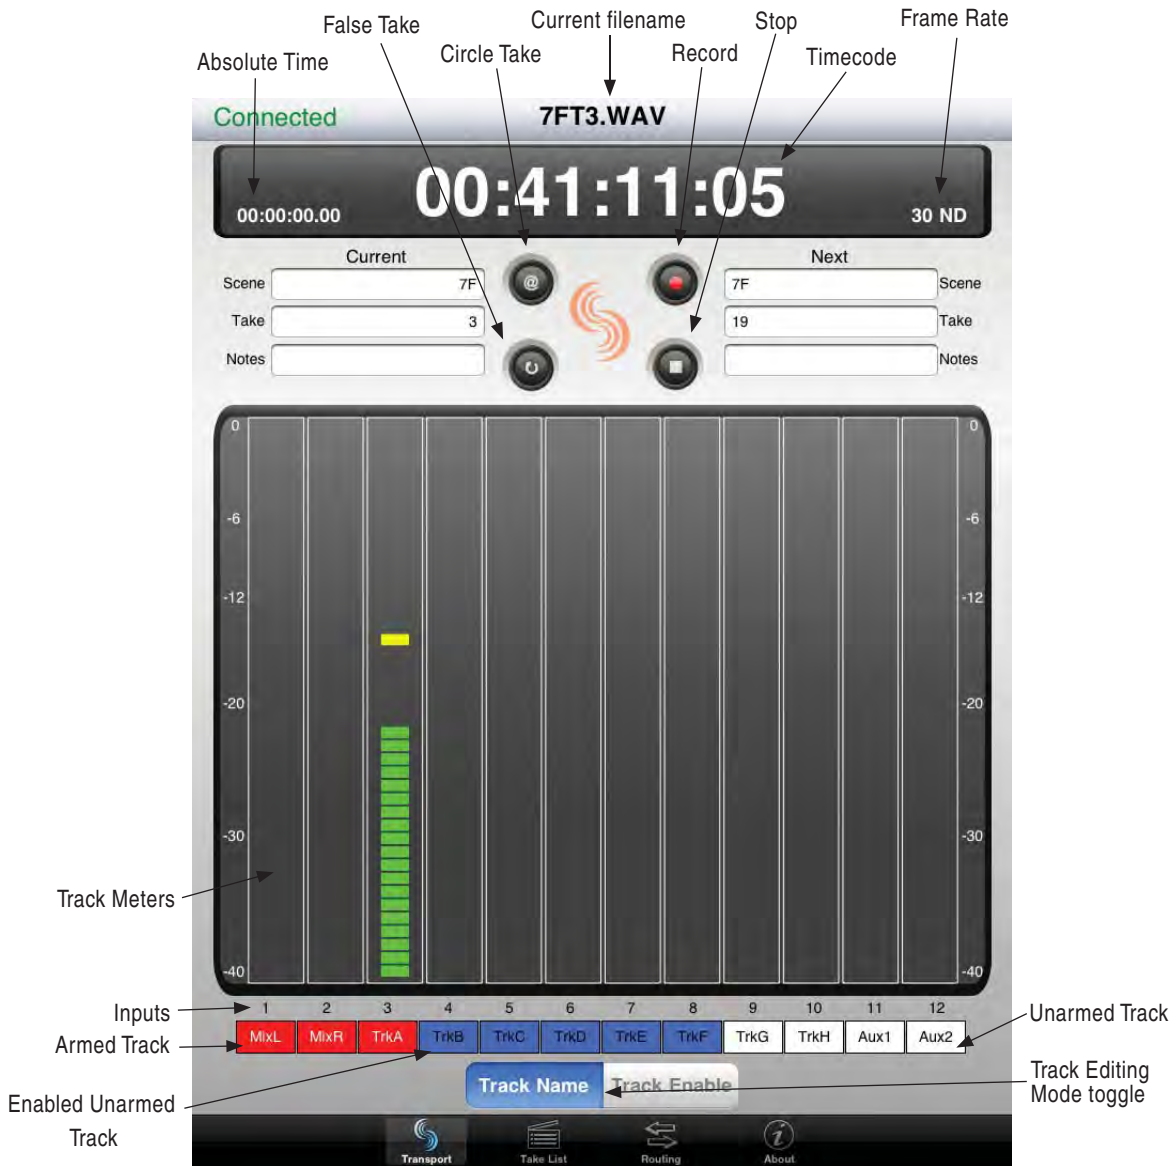 False Take
Current filename
Stop
Frame Rate
Absolute Time
Circle Take
Record
Timecode
Connected
7FT3.WAV
00:41:11:05
00:00:00.00
30 ND
Current
Next
Scene
7F
@
7F
Scene
Take
3
19
Take
Notes
Notes
0
0
-6
-6
-12
-12
-20
-20
-30
-30
Track Meters
-40
-40
Inputs
1 2 3 4 5 6 7 8 9 10 11 12
Unarmed Track
Armed Track
MixL MixR TrkA TrkB TrkC TrkD TrkE TrkF TrkG TrkH Aux1 Aux2
Track Name
Track Enable
Track Editing
Mode toggle
Enabled Unarmed
Track
Transport
Take List
Routing
i
About